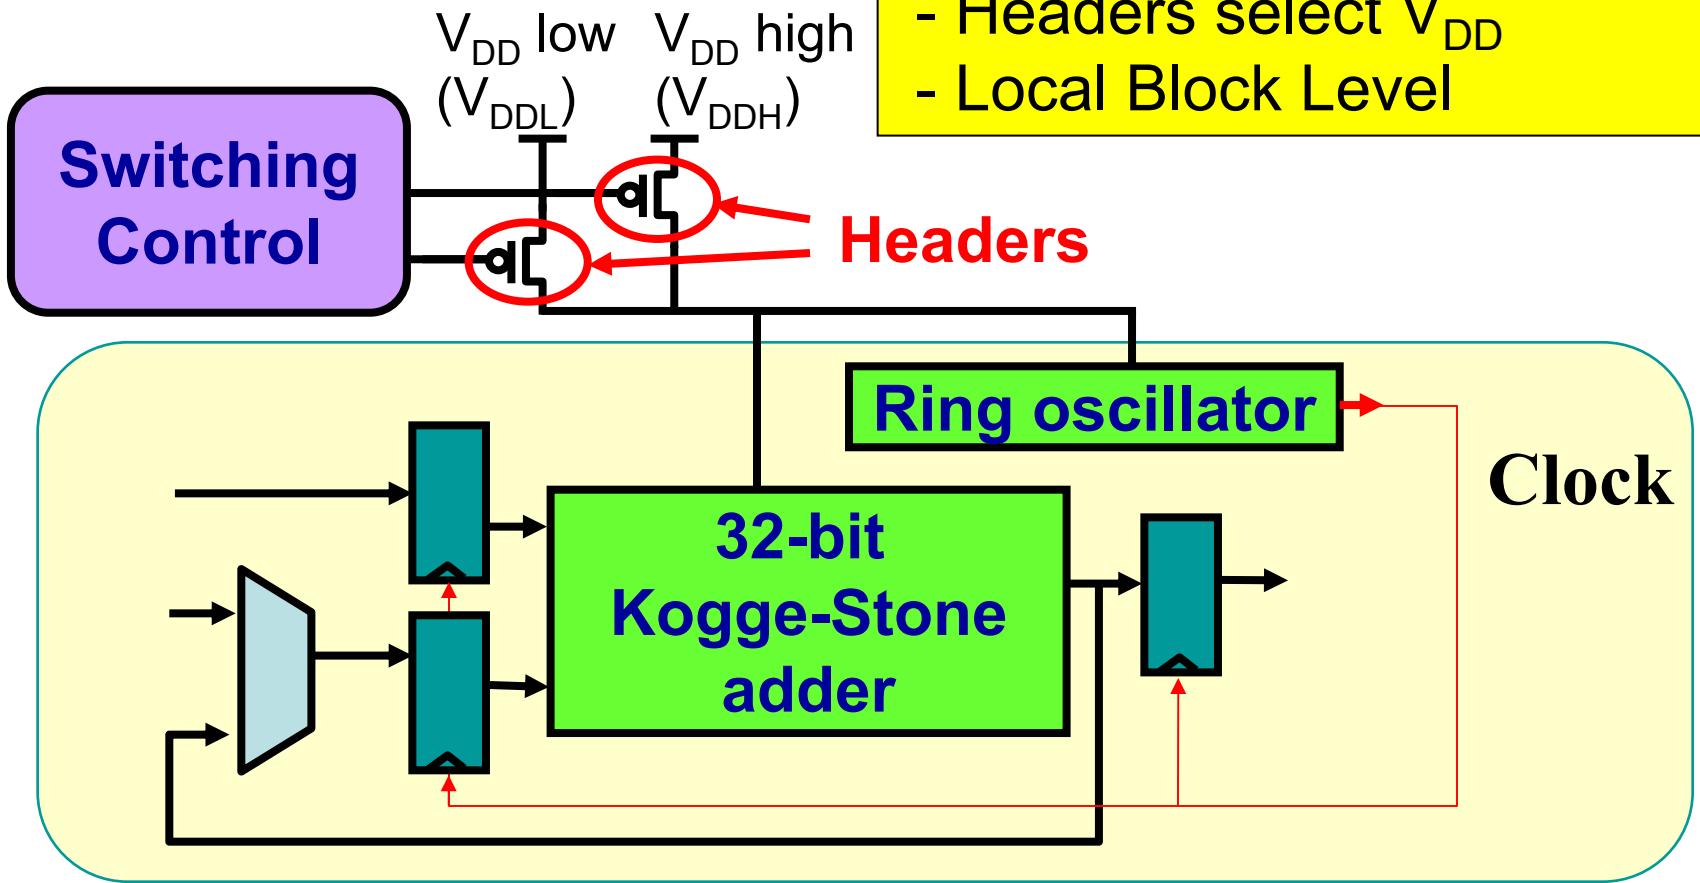 - Headers select VDD
- Local Block Level
VDD low
(VDDL)
VDD high
(VDDH)
Switching
Control
Headers
Ring oscillator
Clock
32-bit
Kogge-Stone
adder